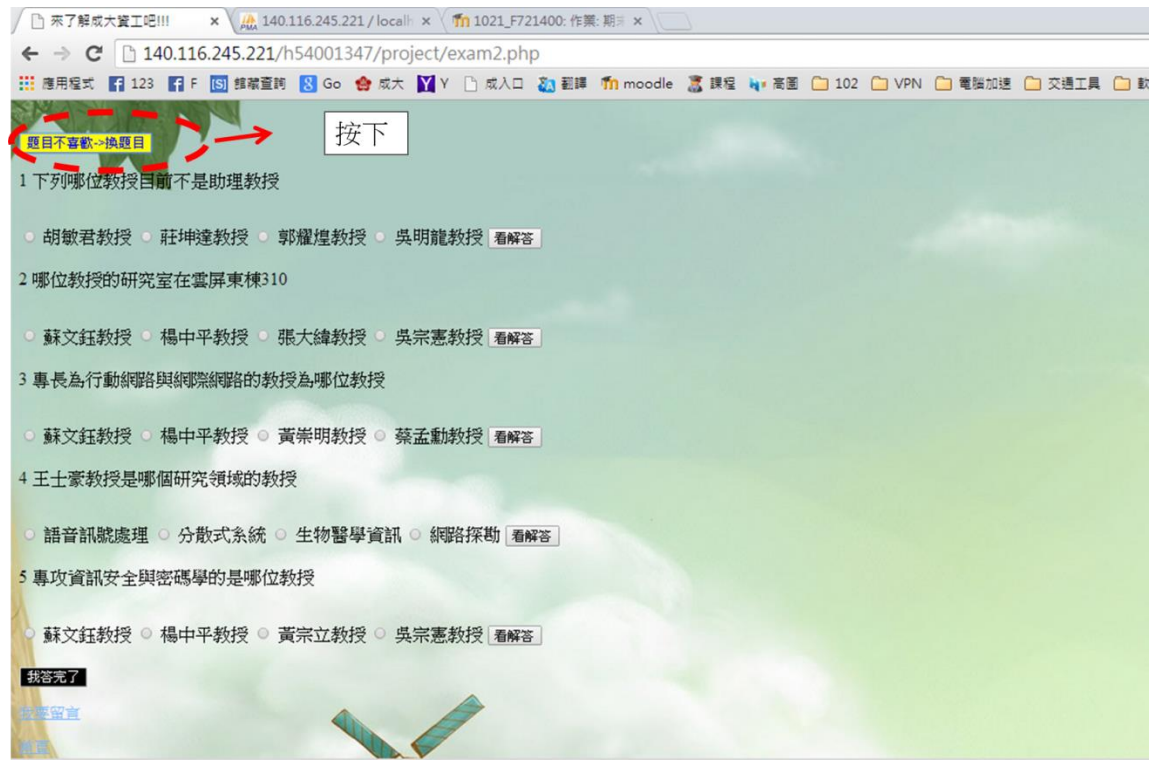 來了解成大資工吧!!!
140.116.245.221 / localh
1021_F721400: 作業: 期末
140.116.245.221/h54001347/project/exam2.php
應用程式 123 F 館藏查詢 Go 成大 Y 成入口 翻譯 moodle 課程 高圖 102 VPN 電腦加速 交通工具 軟
題目不喜歡->換題目
按下
1 下列哪位教授目前不是助理教授
胡敏君教授 莊坤達教授 郭耀煌教授 吳明龍教授 看解答
2 哪位教授的研究室在雲屏東棟310
蘇文鈺教授 楊中平教授 張大緯教授 吳宗憲教授 看解答
3 專長為行動網路與網際網路的教授為哪位教授
蘇文鈺教授 楊中平教授 黃崇明教授 蔡孟勳教授 看解答
4 王士豪教授是哪個研究領域的教授
語音訊號處理 分散式系統 生物醫學資訊 網路探勘 看解答
5 專攻資訊安全與密碼學的是哪位教授
蘇文鈺教授 楊中平教授 黃宗立教授 吳宗憲教授 看解答
我答完了
我要留言
首頁